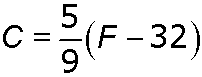 C = 5/9 (F − 32)